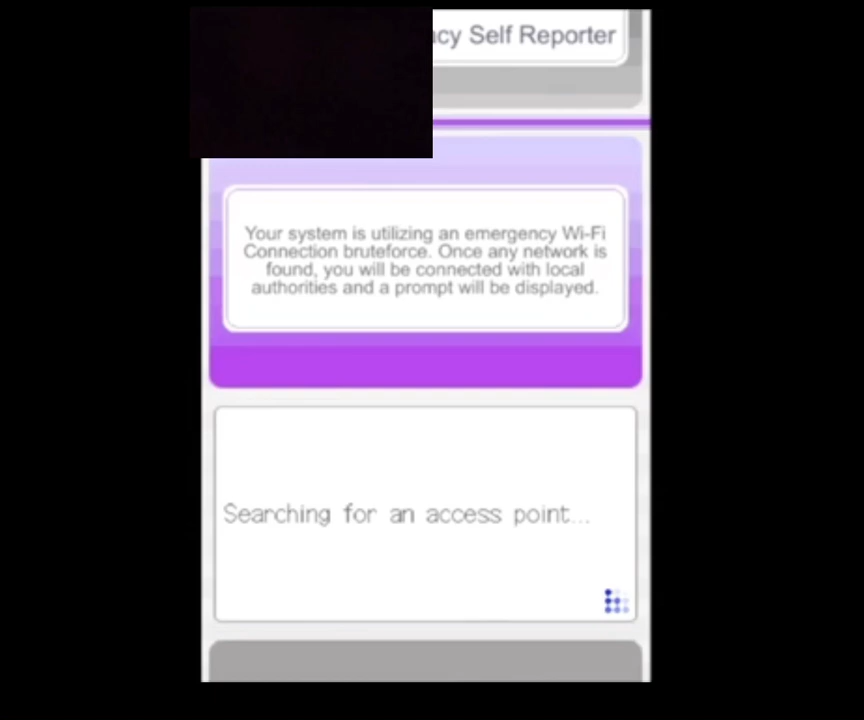 Self Reporter
Your system is utilizing an emergency Wi-Fi
Connection bruteforce. Once any network is
found, you will be connected with local
authorities and a prompt will be displayed.
Searching for an access point...